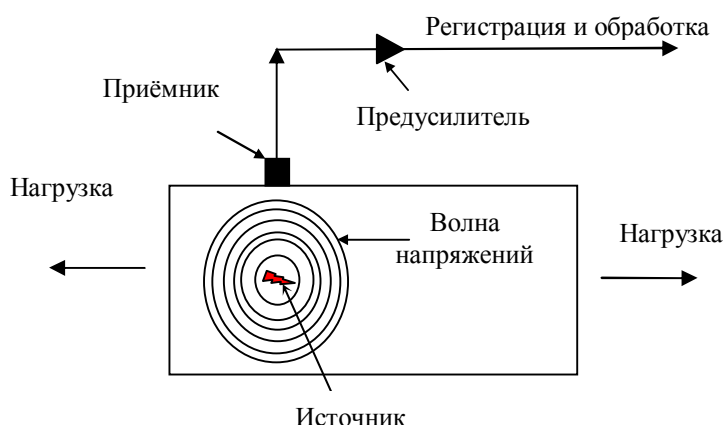 Регистрация и обработка
Приёмник
Предусилитель
Нагрузка
Волна
напряжений
Нагрузка
Источник